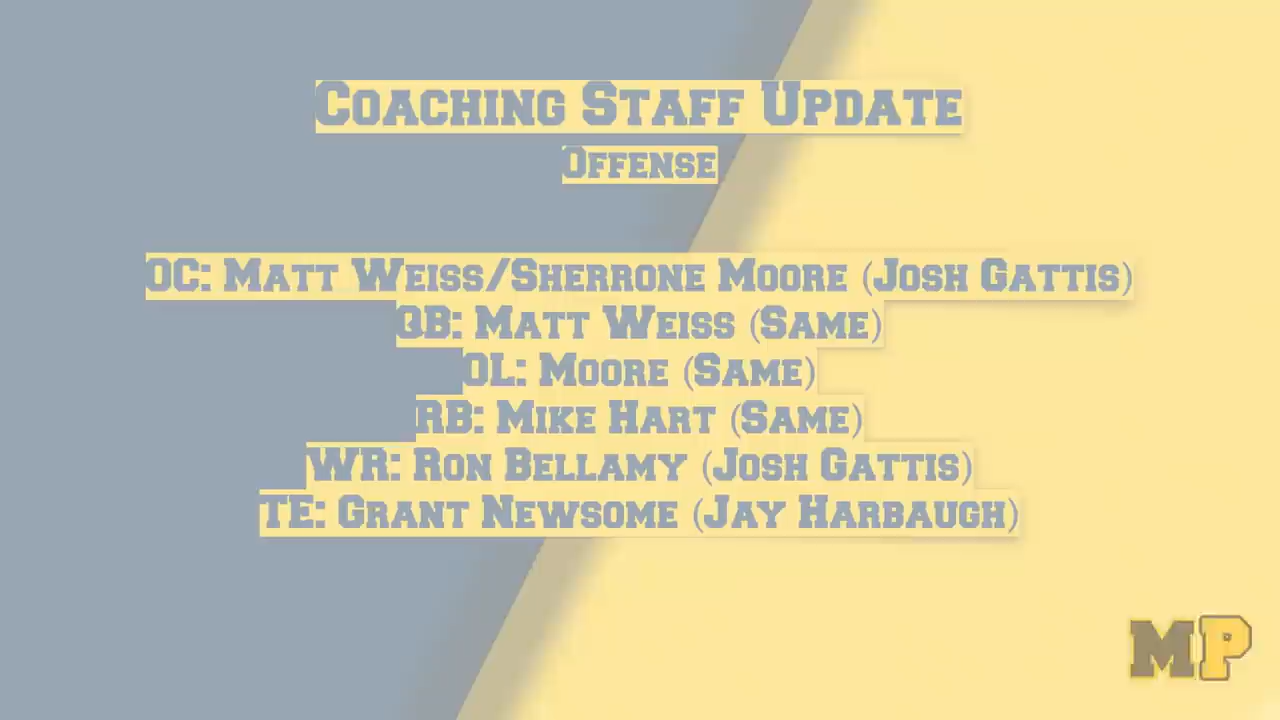 Coaching Staff Update
Offense
OC: Matt Weiss/Sherrone Moore (Josh Gattis)
QB: Matt Weiss (Same)
OL: Moore (Same)
RB: Mike Hart (Same)
WR: Ron Bellamy (Josh Gattis)
TE: Grant Newsome (Jay Harbaugh)
MP